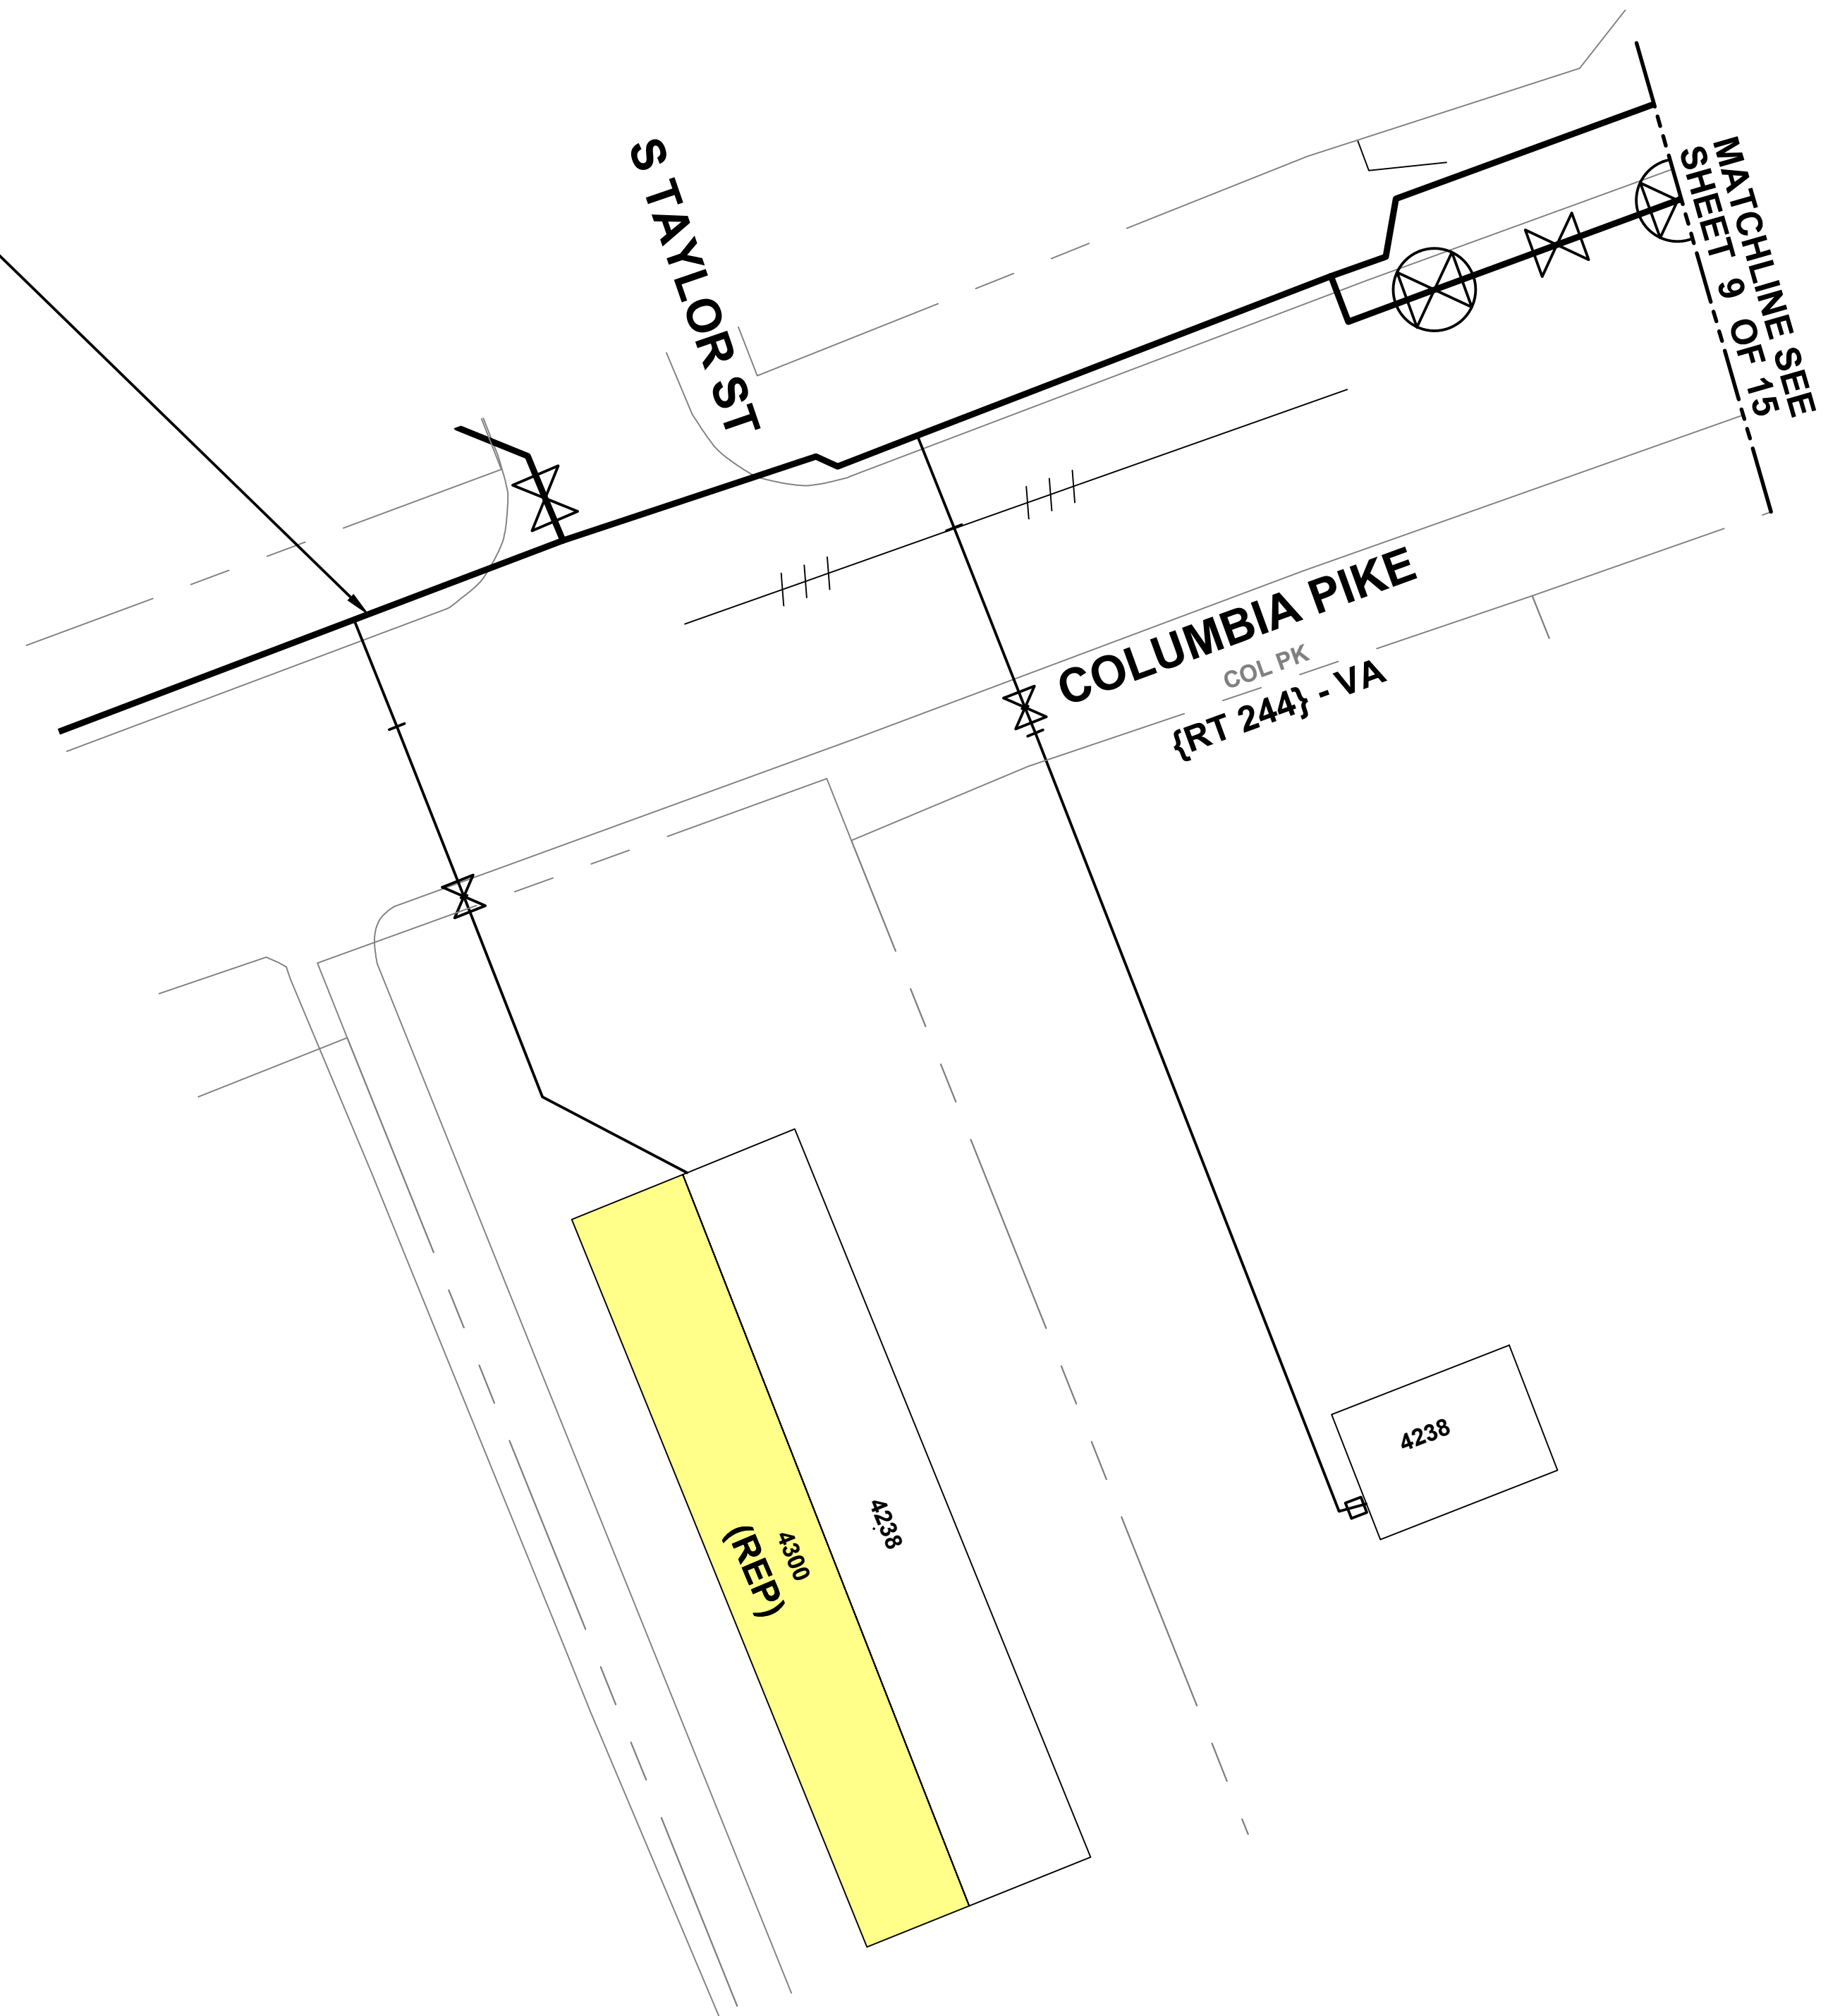 S TAYLOR ST
MATCHLINE SEE
SHEET 9 OF 15
COLUMBIA PIKE
COL PK
{RT 244} - VA
4238
4238
4300
(REP)